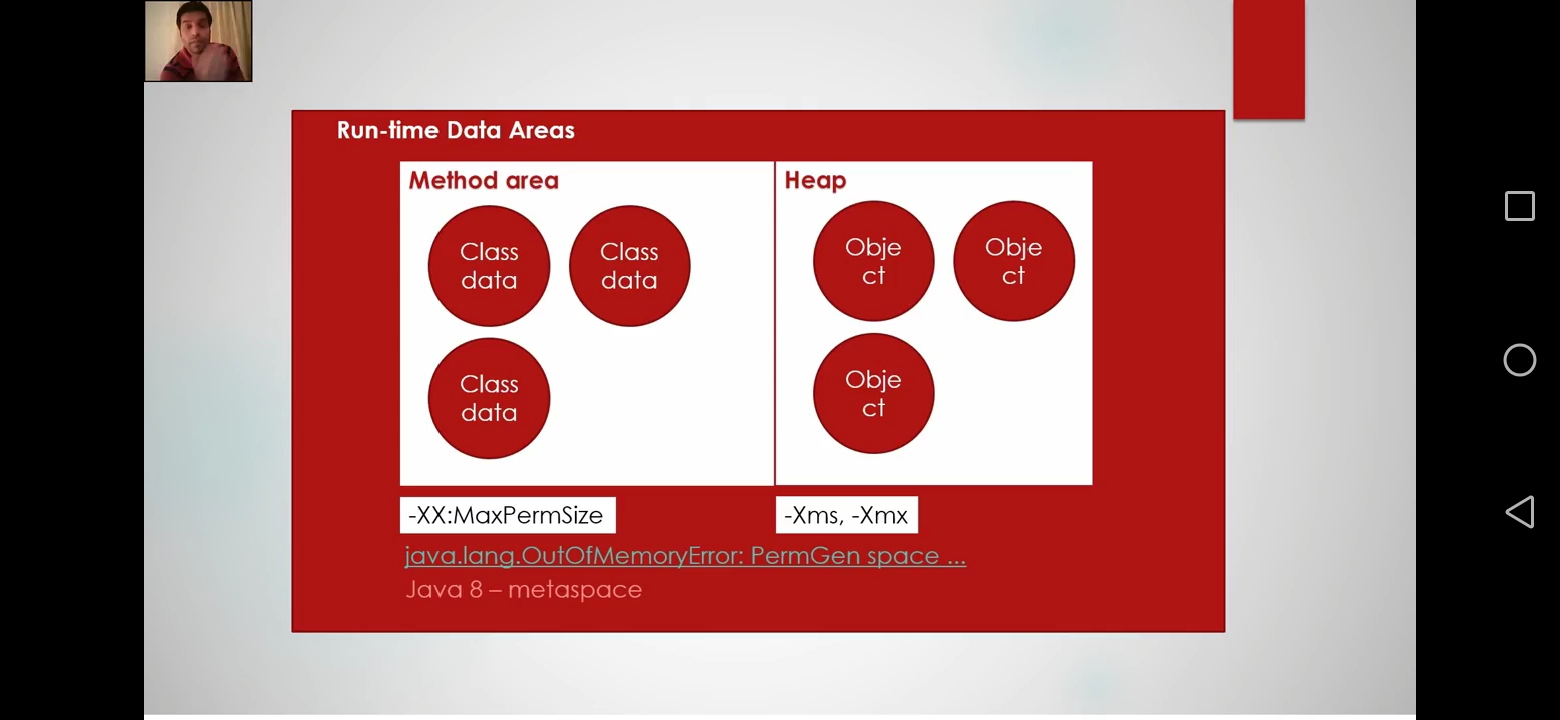 Run-time Data Areas
Method area
Class
data
Class
data
Class
data
Heap
Obje
ct
Obje
ct
Obje
ct
-XX:MaxPermSize
-Xms, -Xmx
java.lang.OutOfMemoryError: PermGen space ...
Java 8 – metaspace